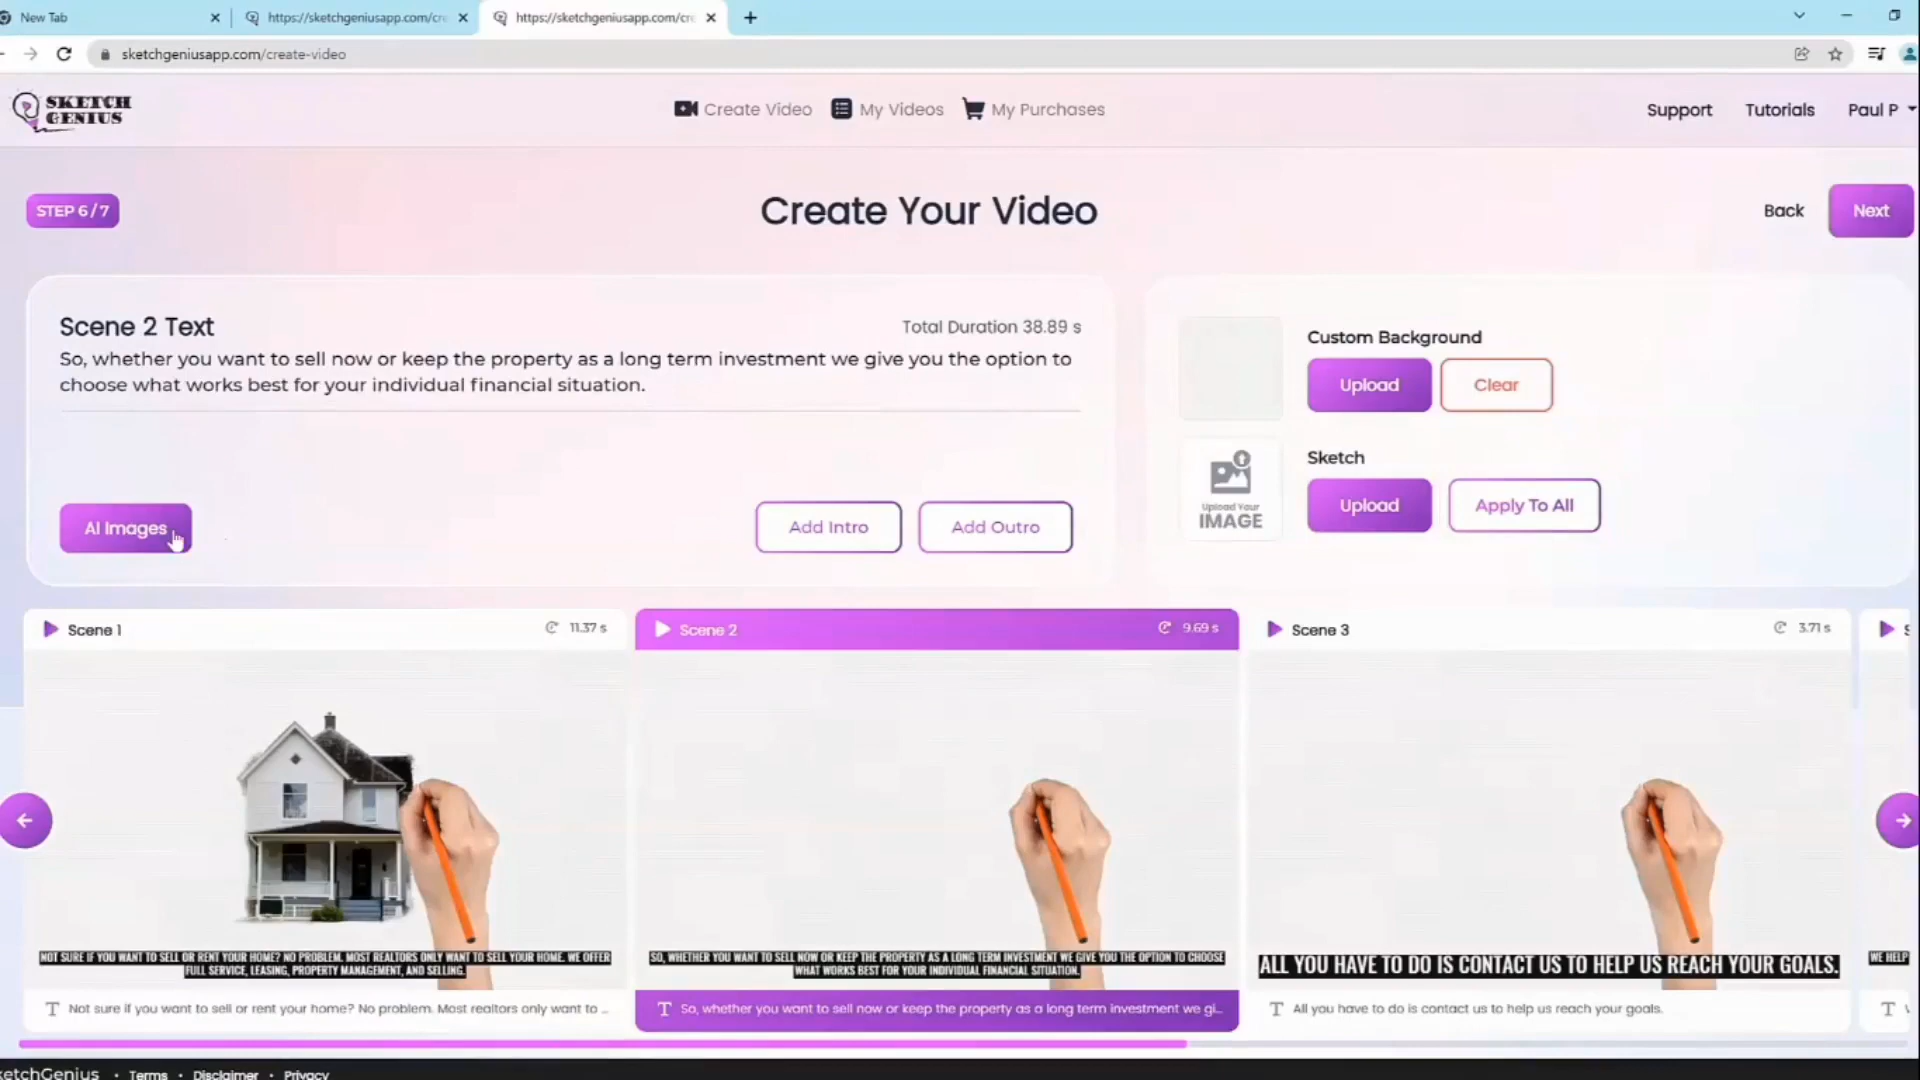 New Tab
https://sketchgeniusapp.com/cre
https://sketchgeniusapp.com/cre
sketchgeniusapp.com/create-video
SKETCH
GENIUS
Create Video
My Videos
My Purchases
Support
Tutorials
Paul P
STEP 6 / 7
Create Your Video
Back
Next
Scene 2 Text
Total Duration 38.89 s
So, whether you want to sell now or keep the property as a long term investment we give you the option to
choose what works best for your individual financial situation.
AI Images
Add Intro
Add Outro
Custom Background
Upload
Clear
Sketch
Upload Your
IMAGE
Upload
Apply To All
Scene 1
11.37 s
Scene 2
9.69 s
Scene 3
3.71 s
NOT SURE IF YOU WANT TO SELL OR RENT YOUR HOME? NO PROBLEM. MOST REALTORS ONLY WANT TO SELL YOUR HOME. WE OFFER
FULL SERVICE, LEASING, PROPERTY MANAGEMENT, AND SELLING.
SO, WHETHER YOU WANT TO SELL NOW OR KEEP THE PROPERTY AS A LONG TERM INVESTMENT WE GIVE YOU THE OPTION TO CHOOSE
WHAT WORKS BEST FOR YOUR INDIVIDUAL FINANCIAL SITUATION.
ALL YOU HAVE TO DO IS CONTACT US TO HELP US REACH YOUR GOALS.
WE HELP
Not sure if you want to sell or rent your home? No problem. Most realtors only want to ...
So, whether you want to sell now or keep the property as a long term investment we gi...
All you have to do is contact us to help us reach your goals.
ketchGenius • Terms • Disclaimer • Privacy